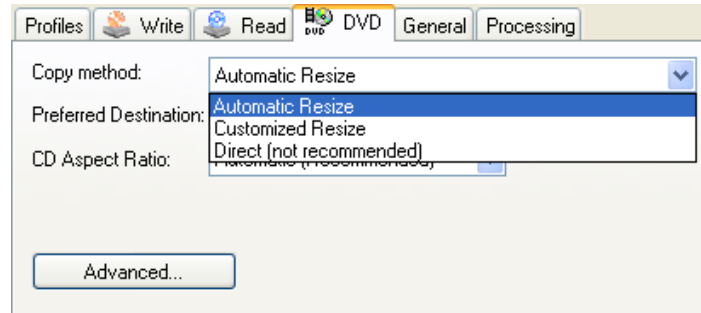 Profiles Write Read DVD General Processing
Copy method: Automatic Resize
Automatic Resize
Preferred Destination:
Customized Resize
Direct (not recommended)
CD Aspect Ratio:
Advanced...